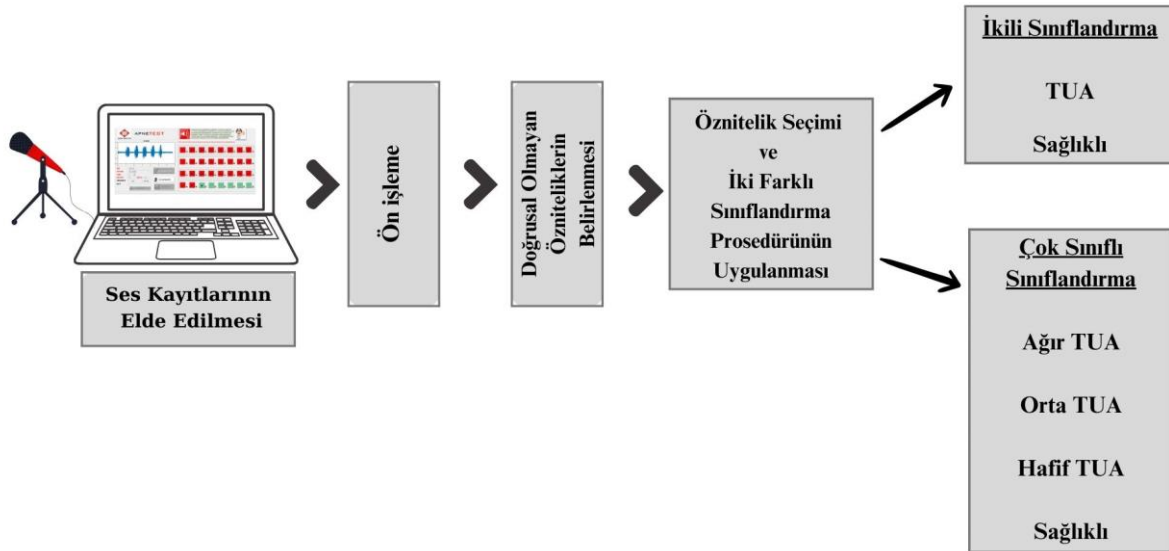 APNETEXT
Ses Kayıtlarının
Elde Edilmesi
Ön işleme
Doğrusal Olmayan
Özniteliklerin
Belirlenmesi
Öznitelik Seçimi
ve
İki Farklı
Sınıflandırma
Prosedürünün
Uygulanması
İkili Sınıflandırma
TUA
Sağlıklı
Çok Sınıflı
Sınıflandırma
Ağır TUA
Orta TUA
Hafif TUA
Sağlıklı